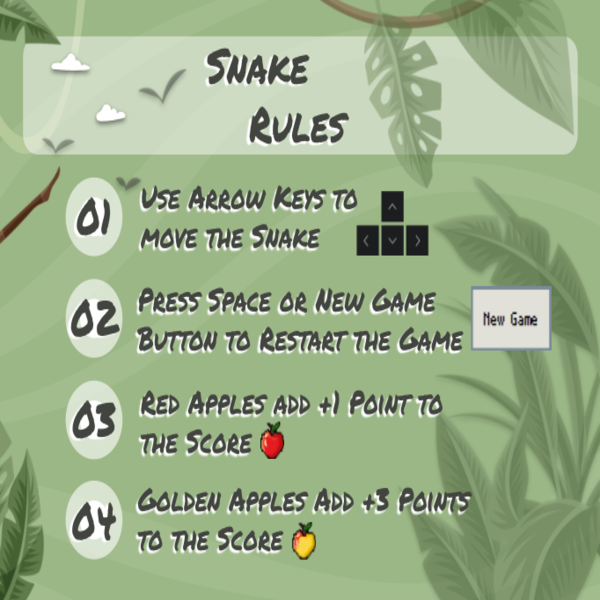 Snake
Rules
01
Use Arrow Keys to
move the Snake
02
Press Space or New Game
Button to Restart the Game
New Game
03
Red Apples add +1 Point to
the Score
04
Golden Apples Add +3 Points
to the Score